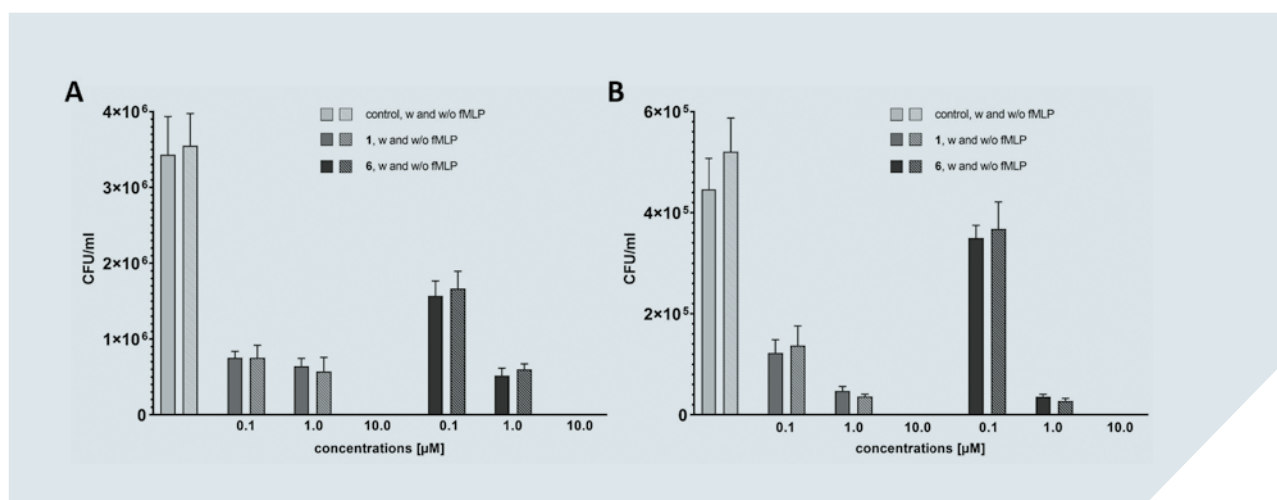 A
4×10⁶
3×10⁶
2×10⁶
1×10⁶
0
CFU/ml
control, w and w/o fMLP
1, w and w/o fMLP
6, w and w/o fMLP
0.1 1.0 10.0 0.1 1.0 10.0
concentrations [µM]
B
6×10⁵
4×10⁵
2×10⁵
0
CFU/ml
control, w and w/o fMLP
1, w and w/o fMLP
6, w and w/o fMLP
0.1 1.0 10.0 0.1 1.0 10.0
concentrations [µM]